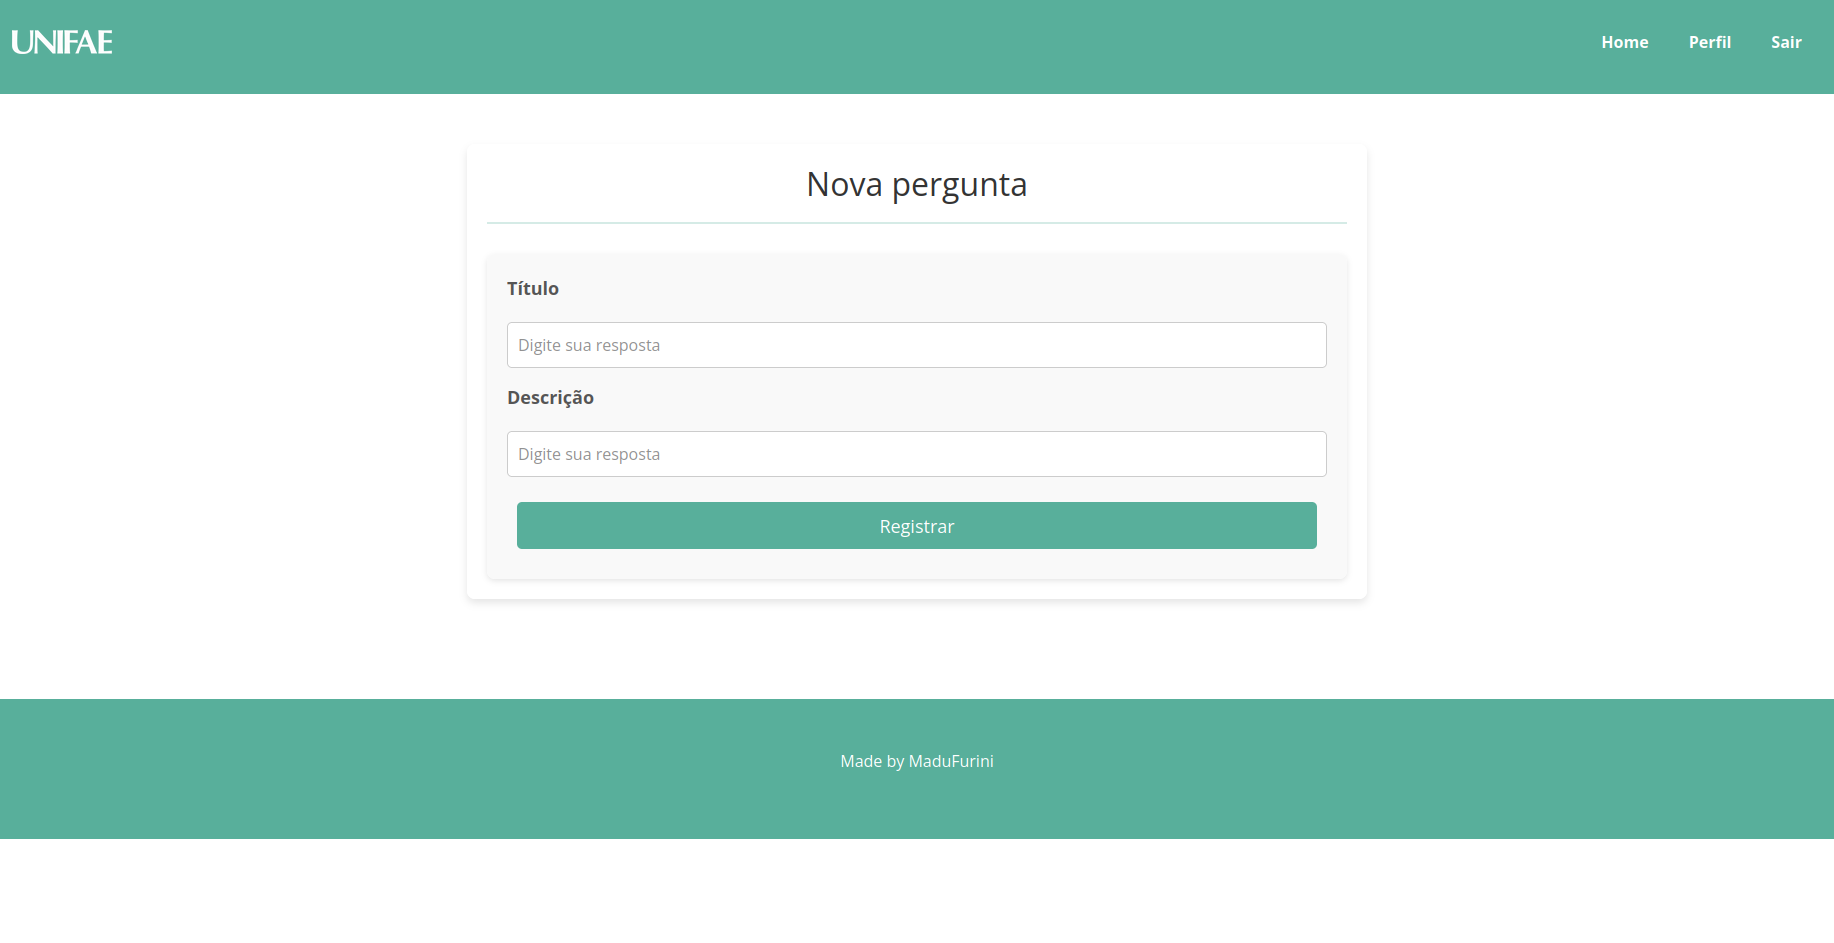 UNIFAE
Home Perfil Sair
Nova pergunta
Título
Digite sua resposta
Descrição
Digite sua resposta
Registrar
Made by MaduFurini